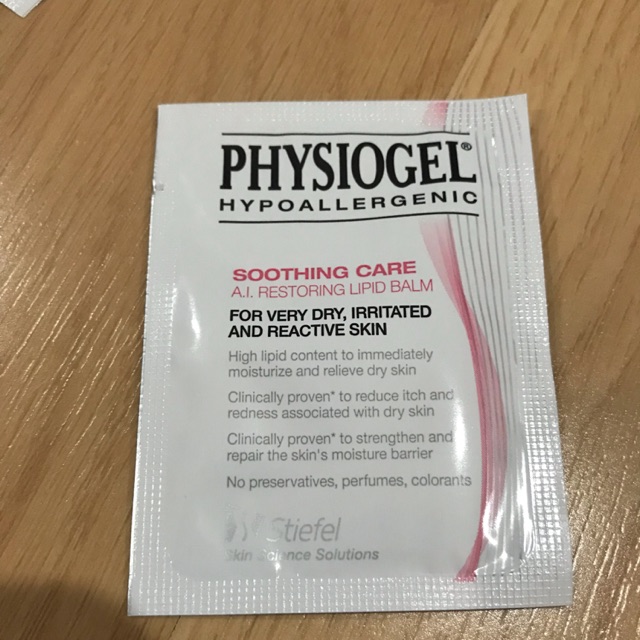 PHYSIOGEL®
HYPOALLERGENIC
SOOTHING CARE
A.I. RESTORING LIPID BALM
FOR VERY DRY, IRRITATED
AND REACTIVE SKIN
High lipid content to immediately
moisturize and relieve dry skin
Clinically proven* to reduce itch and
redness associated with dry skin
Clinically proven* to strengthen and
repair the skin's moisture barrier
No preservatives, perfumes, colorants
Stiefel
Skin Science Solutions